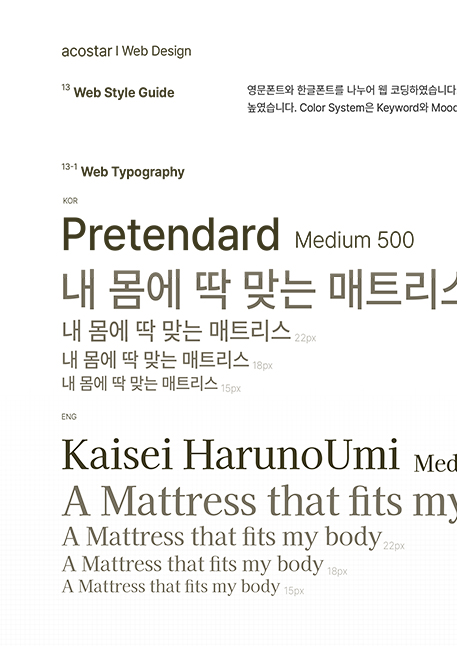 acostar | Web Design
13 Web Style Guide
영문폰트와 한글폰트를 나누어 웹 코딩하였습니다
높였습니다. Color System은 Keyword와 Mood
13-1 Web Typography
KOR
Pretendard Medium 500
내 몸에 딱 맞는 매트리스
내 몸에 딱 맞는 매트리스 22px
내 몸에 딱 맞는 매트리스 18px
내 몸에 딱 맞는 매트리스 15px
ENG
Kaisei HarunoUmi Med
A Mattress that fits my
A Mattress that fits my body 22px
A Mattress that fits my body 18px
A Mattress that fits my body 15px